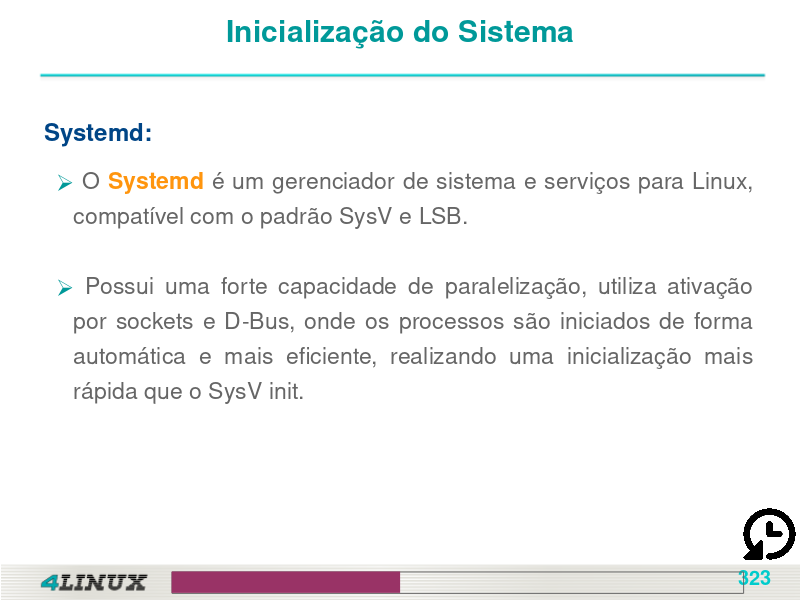 Inicialização do Sistema
Systemd:
O Systemd é um gerenciador de sistema e serviços para Linux,
compatível com o padrão SysV e LSB.
Possui uma forte capacidade de paralelização, utiliza ativação
por sockets e D-Bus, onde os processos são iniciados de forma
automática e mais eficiente, realizando uma inicialização mais
rápida que o SysV init.
4LINUX
323